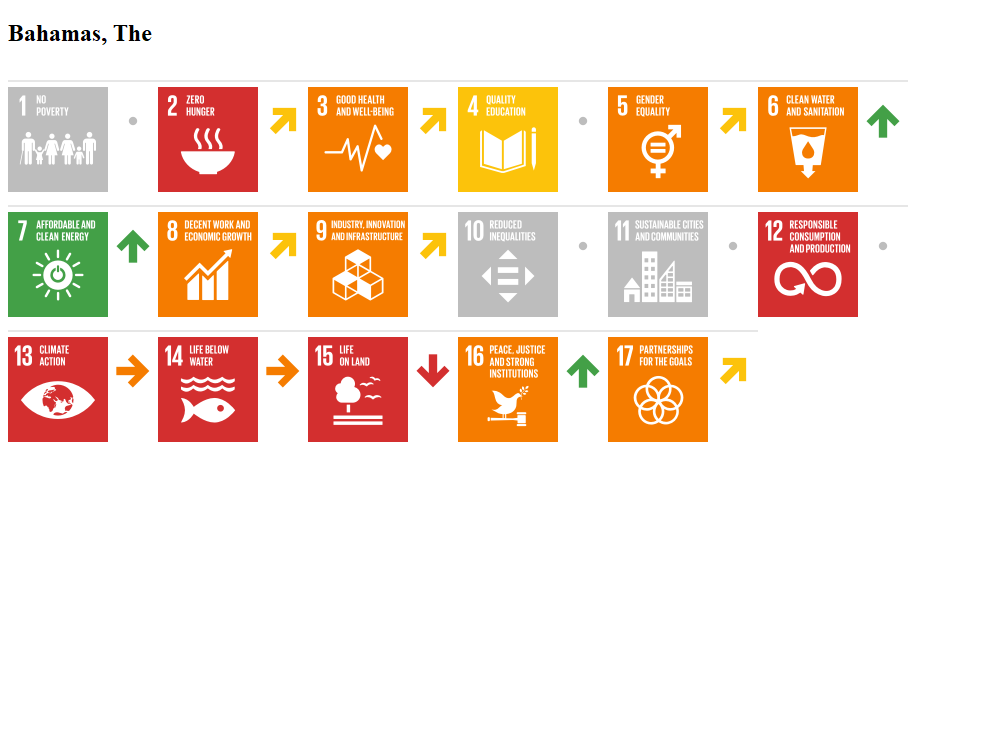 Bahamas, The
1 NO
POVERTY
2 ZERO
HUNGER
3 GOOD HEALTH
AND WELL-BEING
4 QUALITY
EDUCATION
5 GENDER
EQUALITY
6 CLEAN WATER
AND SANITATION
7 AFFORDABLE AND
CLEAN ENERGY
8 DECENT WORK AND
ECONOMIC GROWTH
9 INDUSTRY, INNOVATION
AND INFRASTRUCTURE
10 REDUCED
INEQUALITIES
11 SUSTAINABLE CITIES
AND COMMUNITIES
12 RESPONSIBLE
CONSUMPTION
AND PRODUCTION
13 CLIMATE
ACTION
14 LIFE BELOW
WATER
15 LIFE
ON LAND
16 PEACE, JUSTICE
AND STRONG
INSTITUTIONS
17 PARTNERSHIPS
FOR THE GOALS